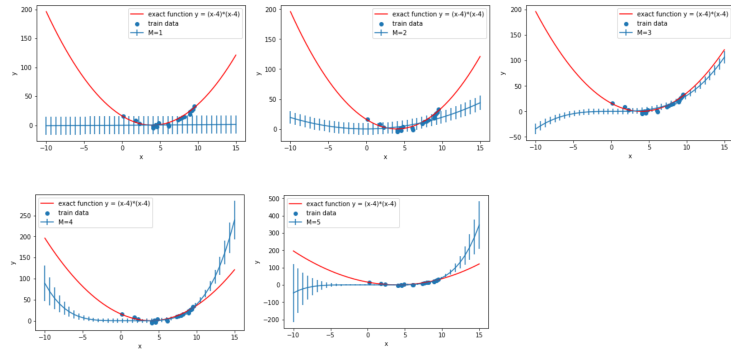 exact function y = (x-4)*(x-4)
train data
M=1
200
150
100
50
0
y
-10
-5
0
5
10
15
x
exact function y = (x-4)*(x-4)
train data
M=2
200
150
100
50
0
y
-10
-5
0
5
10
15
x
exact function y = (x-4)*(x-4)
train data
M=3
200
150
100
50
0
-50
y
-10
-5
0
5
10
15
x
exact function y = (x-4)*(x-4)
train data
M=4
250
200
150
100
50
0
y
-10
-5
0
5
10
15
x
exact function y = (x-4)*(x-4)
train data
M=5
500
400
300
200
100
0
-100
-200
y
-10
-5
0
5
10
15
x